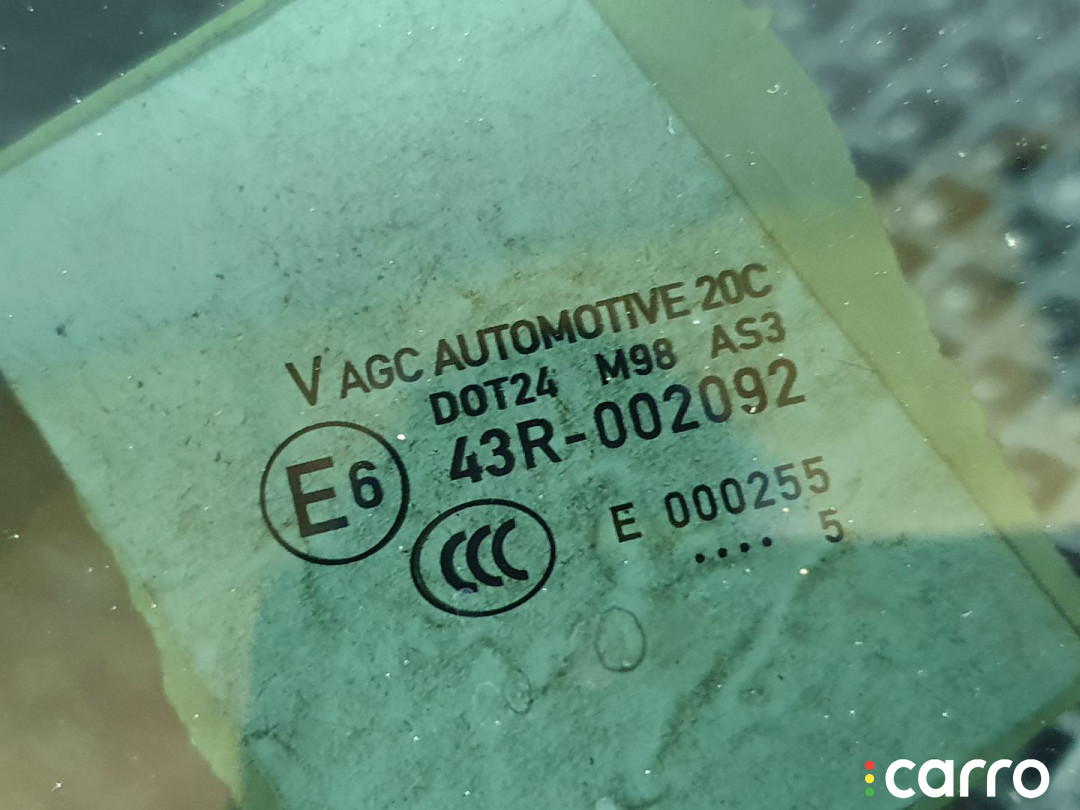 V AGC AUTOMOTIVE 20C
DOT24 M98 AS3
43R-002092
E6
CCC
E 000255
.... 5
carro